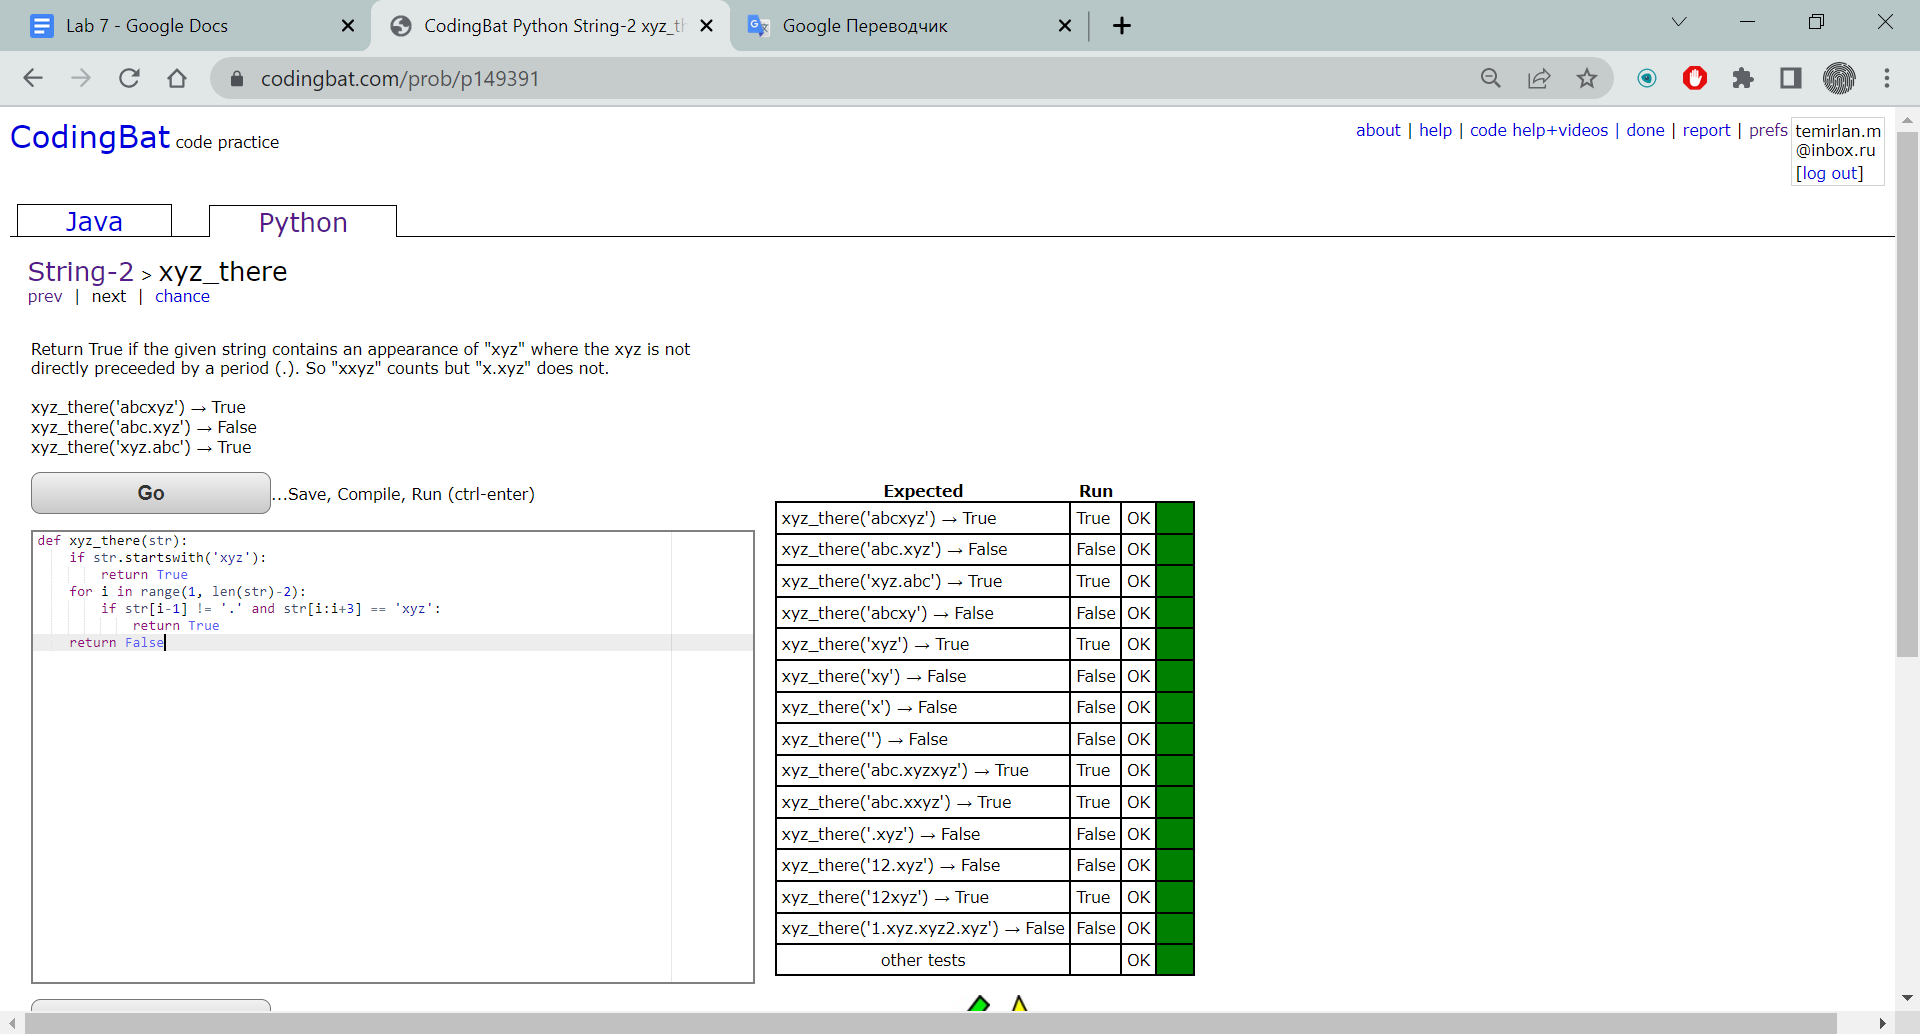 Lab 7 - Google Docs
CodingBat Python String-2 xyz_th
Google Переводчик
codingbat.com/prob/p149391
CodingBat code practice
about | help | code help+videos | done | report | prefs
temirlan.m
@inbox.ru
[log out]
Java
Python
String-2 > xyz_there
prev | next | chance
Return True if the given string contains an appearance of "xyz" where the xyz is not
directly preceeded by a period (.). So "xxyz" counts but "x.xyz" does not.
xyz_there('abcxyz') → True
xyz_there('abc.xyz') → False
xyz_there('xyz.abc') → True
Go
...Save, Compile, Run (ctrl-enter)
def xyz_there(str):
    if str.startswith('xyz'):
        return True
    for i in range(1, len(str)-2):
        if str[i-1] != '.' and str[i:i+3] == 'xyz':
            return True
    return False
Expected Run
xyz_there('abcxyz') → True True OK
xyz_there('abc.xyz') → False False OK
xyz_there('xyz.abc') → True True OK
xyz_there('abcxy') → False False OK
xyz_there('xyz') → True True OK
xyz_there('xy') → False False OK
xyz_there('x') → False False OK
xyz_there('') → False False OK
xyz_there('abc.xyzxyz') → True True OK
xyz_there('abc.xxyz') → True True OK
xyz_there('.xyz') → False False OK
xyz_there('12.xyz') → False False OK
xyz_there('12xyz') → True True OK
xyz_there('1.xyz.xyz2.xyz') → False False OK
other tests OK